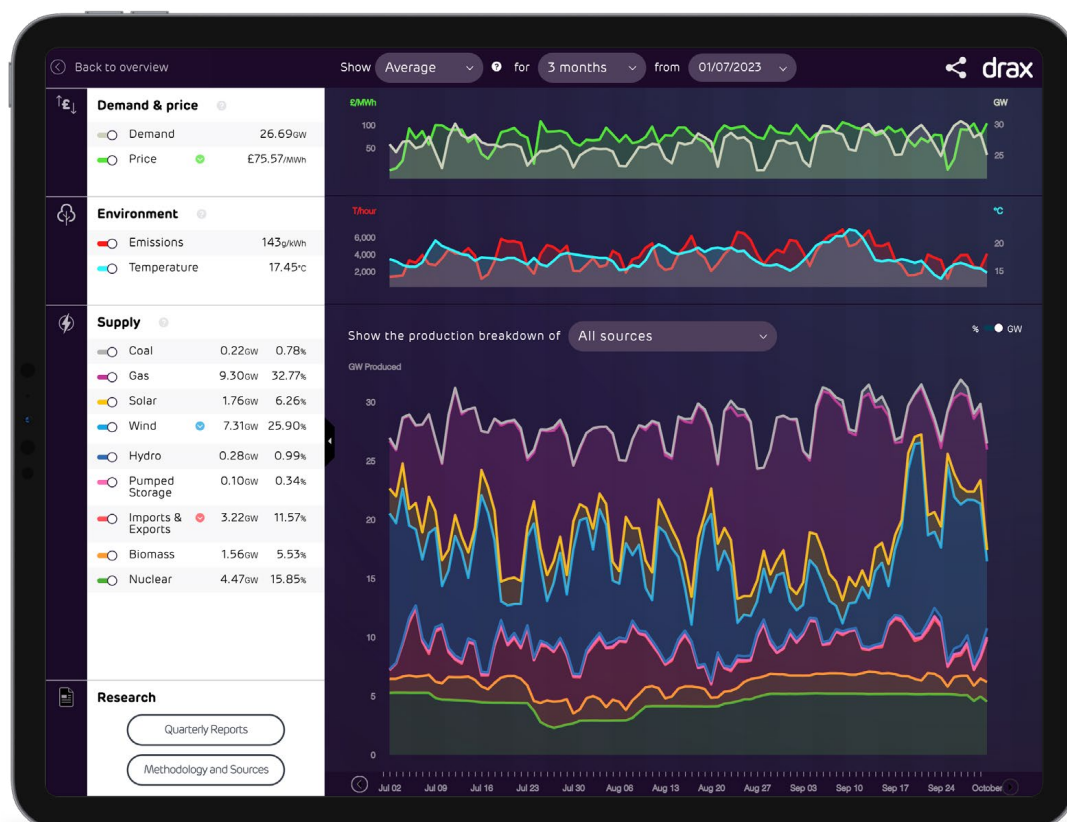 Back to overview
Show Average ? for 3 months from 01/07/2023
drax
↑£↓
Demand & price ?
Demand 26.69GW
Price £75.57/MWh
£/MWh
GW
100
50
30
25
Environment ?
Emissions 143g/kWh
Temperature 17.45°C
T/hour
°C
6,000
4,000
2,000
20
15
Supply ?
Coal 0.22GW 0.78%
Gas 9.30GW 32.77%
Solar 1.76GW 6.26%
Wind 7.31GW 25.90%
Hydro 0.28GW 0.99%
Pumped
Storage 0.10GW 0.34%
Imports &
Exports 3.22GW 11.57%
Biomass 1.56GW 5.53%
Nuclear 4.47GW 15.85%
Show the production breakdown of All sources
% GW
GW Produced
30
25
20
15
10
5
0
Jul 02 Jul 09 Jul 16 Jul 23 Jul 30 Aug 06 Aug 13 Aug 20 Aug 27 Sep 03 Sep 10 Sep 17 Sep 24 October
Research
Quarterly Reports
Methodology and Sources